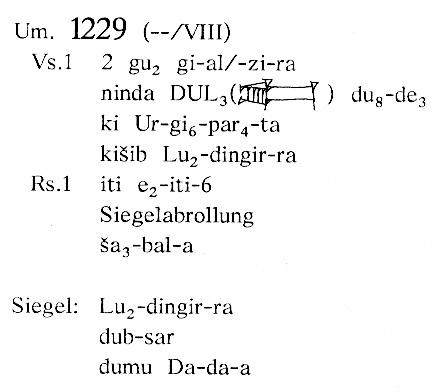 Um. 1229 (--/VIII)
Vs.1 2 gu₂ gi-al/-zi-ra
ninda DUL₃( ) du₈-de₃
ki Ur-gi₆-par₄-ta
kišib Lu₂-dingir-ra
Rs.1 iti e₂-iti-6
Siegelabrollung
ša₃-bal-a
Siegel: Lu₂-dingir-ra
dub-sar
dumu Da-da-a